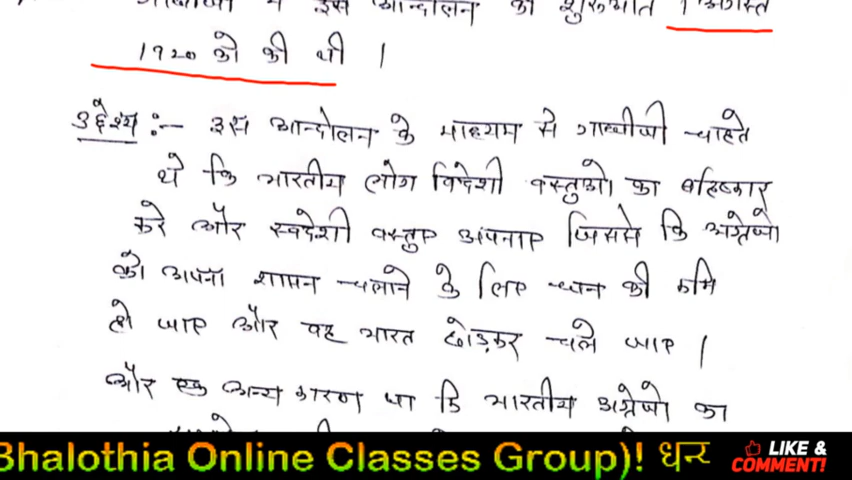 इस आन्दोलन की शुरुआत 1 अगस्त
1920 को की थी |
उद्देश्य :- इस आन्दोलन के माध्यम से गाँधीजी चाहते
थे कि भारतीय लोग विदेशी वस्तुओं का बहिष्कार
करे और स्वदेशी वस्तुए अपनाए जिससे कि अंग्रेजो
को अपना शासन चलाने के लिए धन की कमि
हो जाए और वह भारत छोड़कर चले जाए |
और एक अन्य कारण था कि भारतीय अंग्रेजो का
Bhalothia Online Classes Group)! धन्
LIKE &
COMMENT!